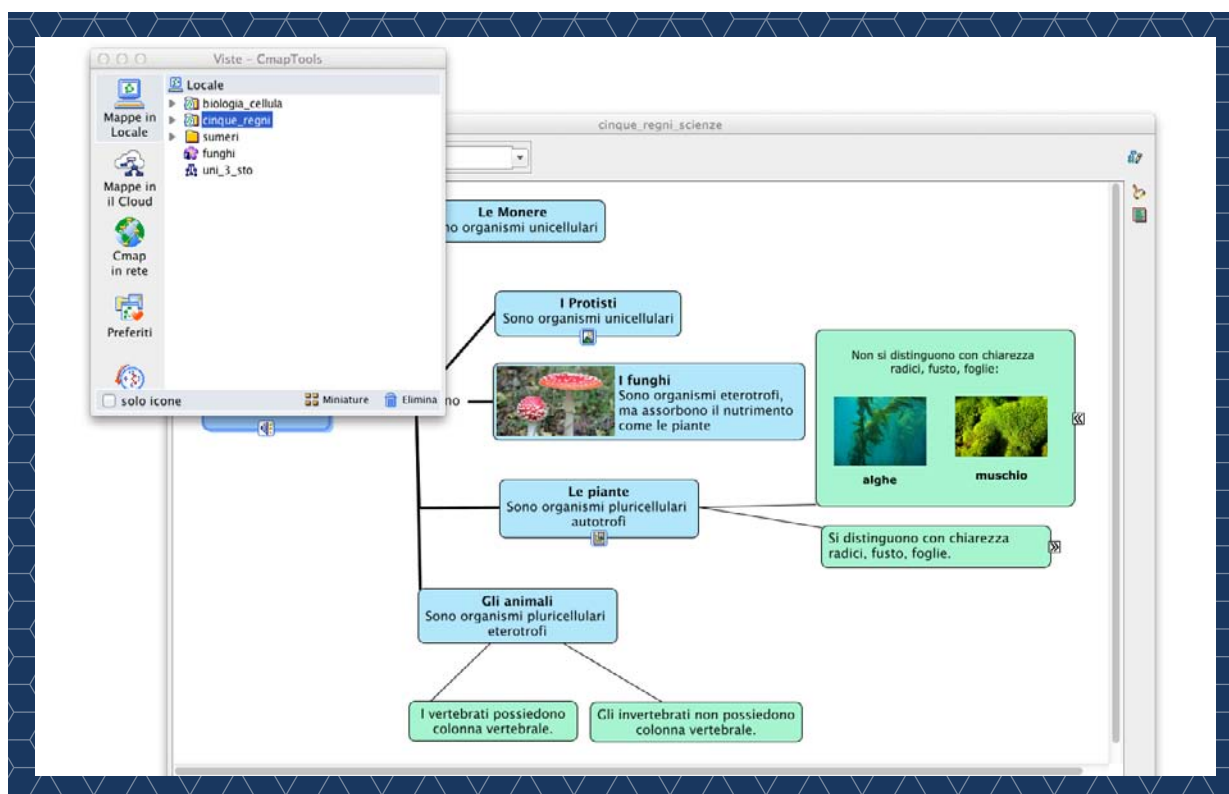 Viste – CmapTools
Locale
Mappe in
Locale
biologia_cellula
cinque_regni
sumeri
funghi
uni_3_sto
Mappe in
il Cloud
Cmap
in rete
Preferiti
solo icone
Miniature
Elimina
cinque_regni_scienze
Le Monere
no organismi unicellulari
I Protisti
Sono organismi unicellulari
no
I funghi
Sono organismi eterotrofi,
ma assorbono il nutrimento
come le piante
Le piante
Sono organismi pluricellulari
autotrofi
Non si distinguono con chiarezza
radici, fusto, foglie:
alghe
muschio
Si distinguono con chiarezza
radici, fusto, foglie.
Gli animali
Sono organismi pluricellulari
eterotrofi
I vertebrati possiedono
colonna vertebrale.
Gli invertebrati non possiedono
colonna vertebrale.